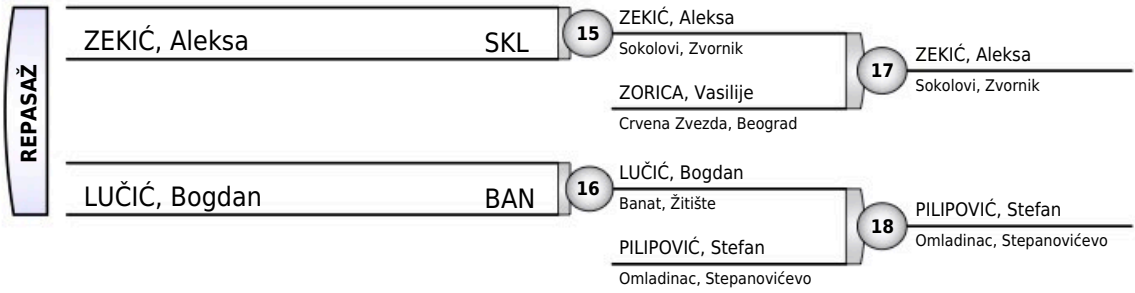 REPASAŽ
ZEKIĆ, Aleksa SKL
15
ZEKIĆ, Aleksa
Sokolovi, Zvornik
ZORICA, Vasilije
Crvena Zvezda, Beograd
17
ZEKIĆ, Aleksa
Sokolovi, Zvornik
LUČIĆ, Bogdan BAN
16
LUČIĆ, Bogdan
Banat, Žitište
PILIPOVIĆ, Stefan
Omladinac, Stepanovićevo
18
PILIPOVIĆ, Stefan
Omladinac, Stepanovićevo